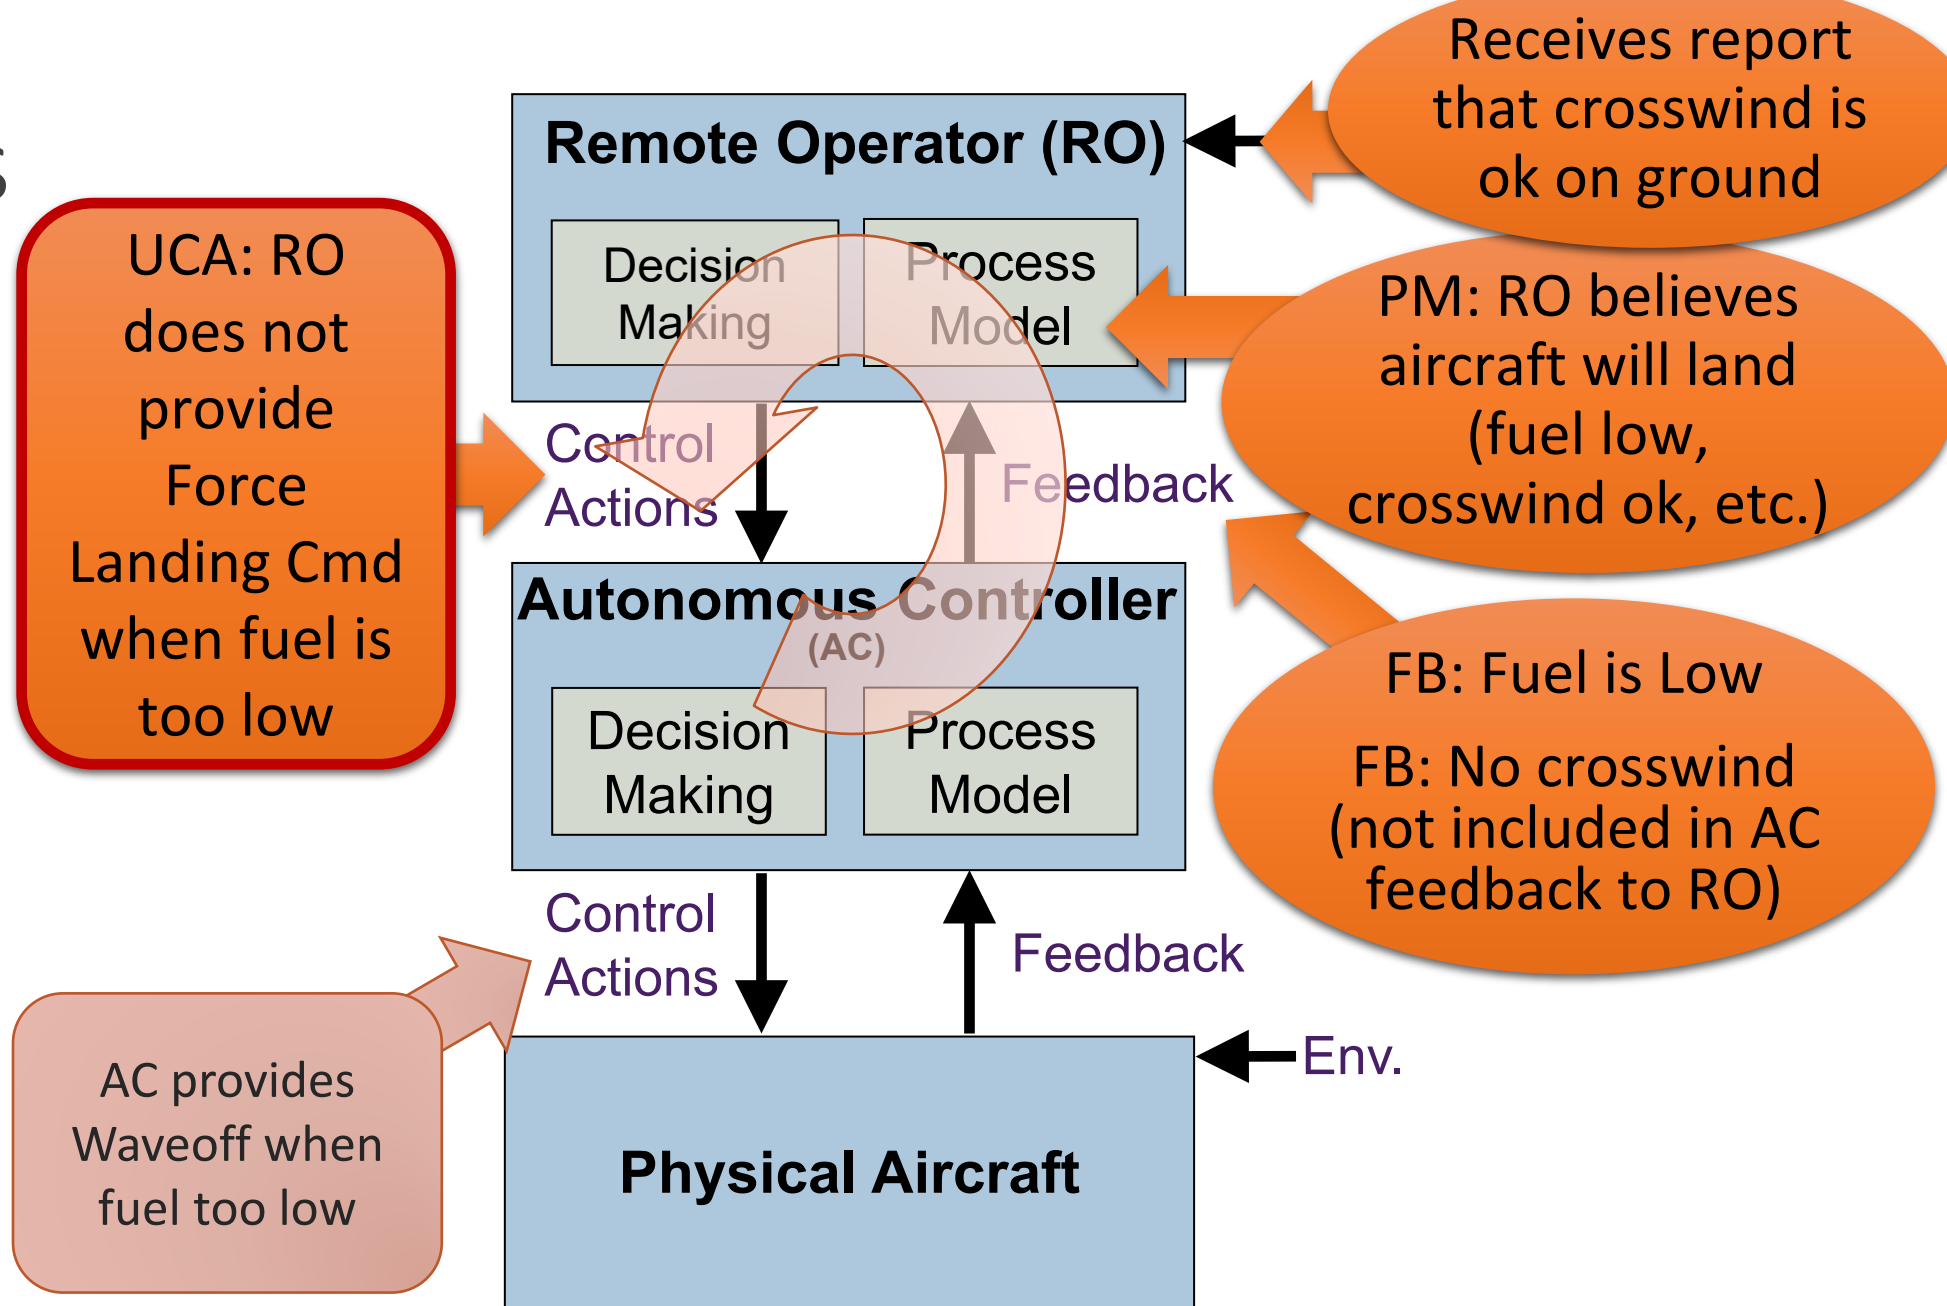 s
Receives report
that crosswind is
ok on ground
Remote Operator (RO)
Decision
Making
Process
Model
UCA: RO
does not
provide
Force
Landing Cmd
when fuel is
too low
PM: RO believes
aircraft will land
(fuel low,
crosswind ok, etc.)
Control
Actions
Feedback
FB: Fuel is Low
FB: No crosswind
(not included in AC
feedback to RO)
Autonomous Controller
(AC)
Decision
Making
Process
Model
Control
Actions
Feedback
AC provides
Waveoff when
fuel too low
Env.
Physical Aircraft